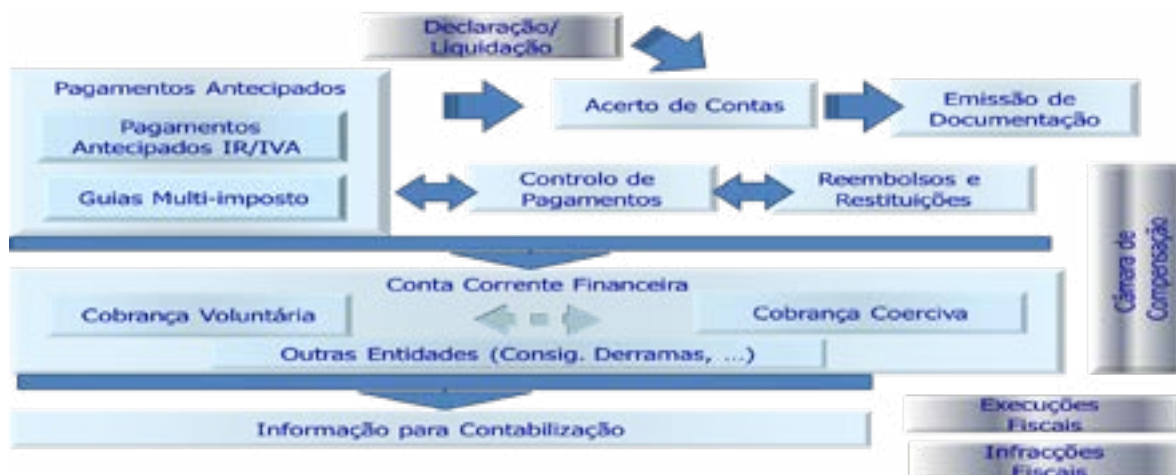 Declaração/
Liquidação
Pagamentos Antecipados
Pagamentos
Antecipados IR/IVA
Guias Multi-imposto
Acerto de Contas
Emissão de
Documentação
Controlo de
Pagamentos
Reembolsos e
Restituições
Câmara de
Compensação
Conta Corrente Financeira
Cobrança Voluntária
Cobrança Coerciva
Outras Entidades (Consig. Derramas, ...)
Informação para Contabilização
Execuções
Fiscais
Infracções
Fiscais